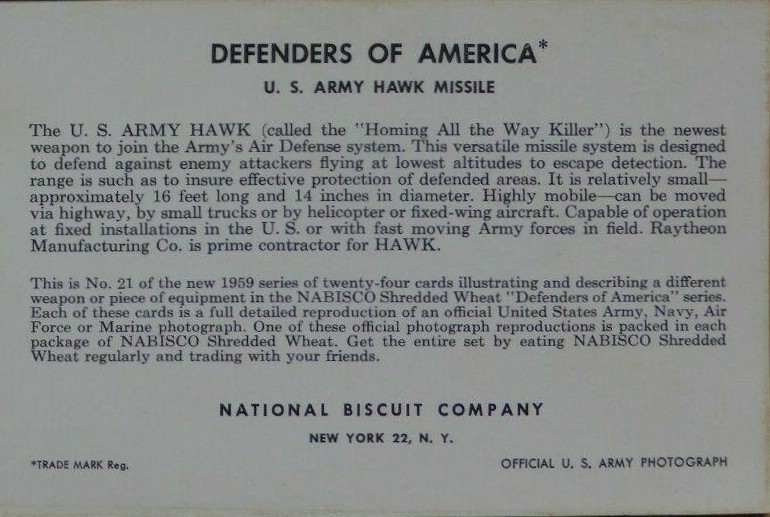 DEFENDERS OF AMERICA*
U. S. ARMY HAWK MISSILE
The U. S. ARMY HAWK (called the "Homing All the Way Killer") is the newest
weapon to join the Army's Air Defense system. This versatile missile system is designed
to defend against enemy attackers flying at lowest altitudes to escape detection. The
range is such as to insure effective protection of defended areas. It is relatively small—
approximately 16 feet long and 14 inches in diameter. Highly mobile—can be moved
via highway, by small trucks or by helicopter or fixed-wing aircraft. Capable of operation
at fixed installations in the U. S. or with fast moving Army forces in field. Raytheon
Manufacturing Co. is prime contractor for HAWK.
This is No. 21 of the new 1959 series of twenty-four cards illustrating and describing a different
weapon or piece of equipment in the NABISCO Shredded Wheat "Defenders of America" series.
Each of these cards is a full detailed reproduction of an official United States Army, Navy, Air
Force or Marine photograph. One of these official photograph reproductions is packed in each
package of NABISCO Shredded Wheat. Get the entire set by eating NABISCO Shredded
Wheat regularly and trading with your friends.
NATIONAL BISCUIT COMPANY
NEW YORK 22, N. Y.
*TRADE MARK Reg.
OFFICIAL U. S. ARMY PHOTOGRAPH